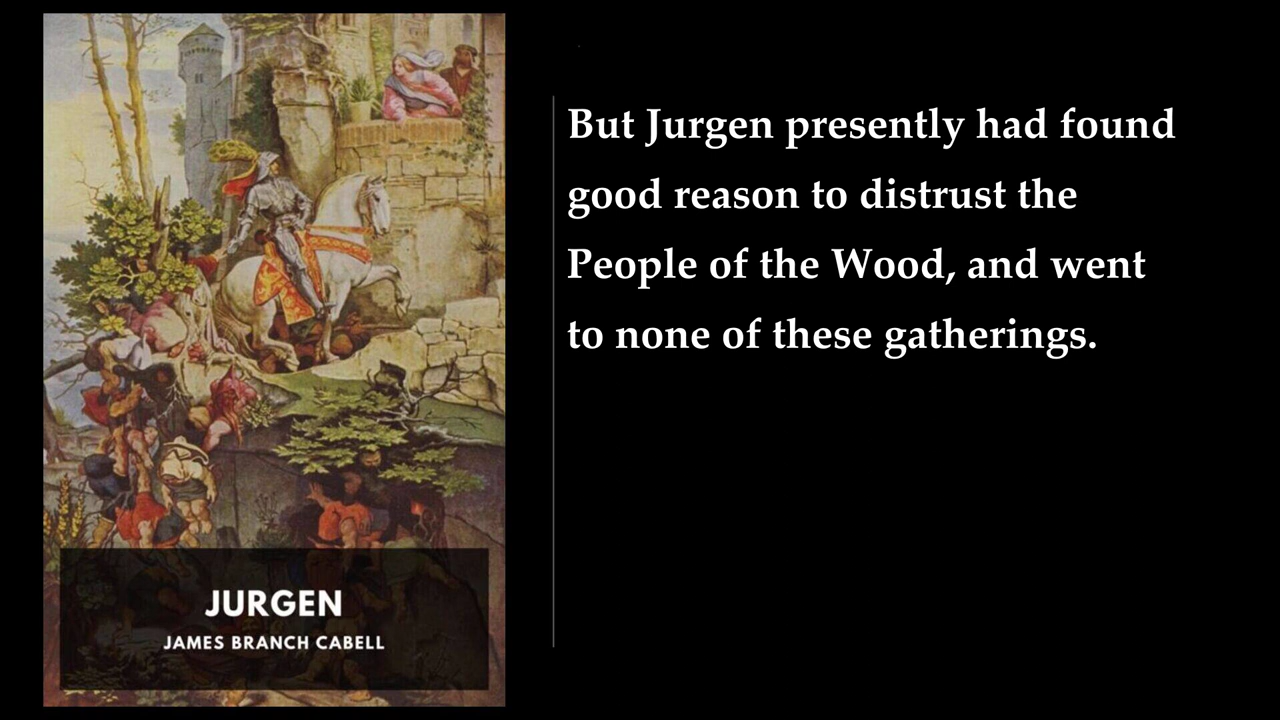 But Jurgen presently had found
good reason to distrust the
People of the Wood, and went
to none of these gatherings.
JURGEN
JAMES BRANCH CABELL